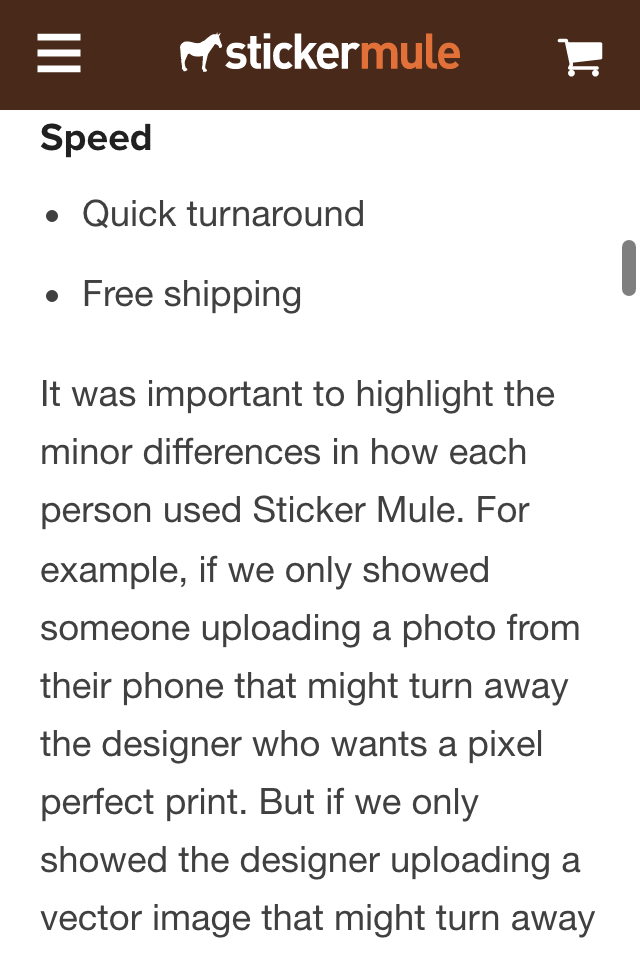 stickermule
Speed
• Quick turnaround
• Free shipping
It was important to highlight the
minor differences in how each
person used Sticker Mule. For
example, if we only showed
someone uploading a photo from
their phone that might turn away
the designer who wants a pixel
perfect print. But if we only
showed the designer uploading a
vector image that might turn away